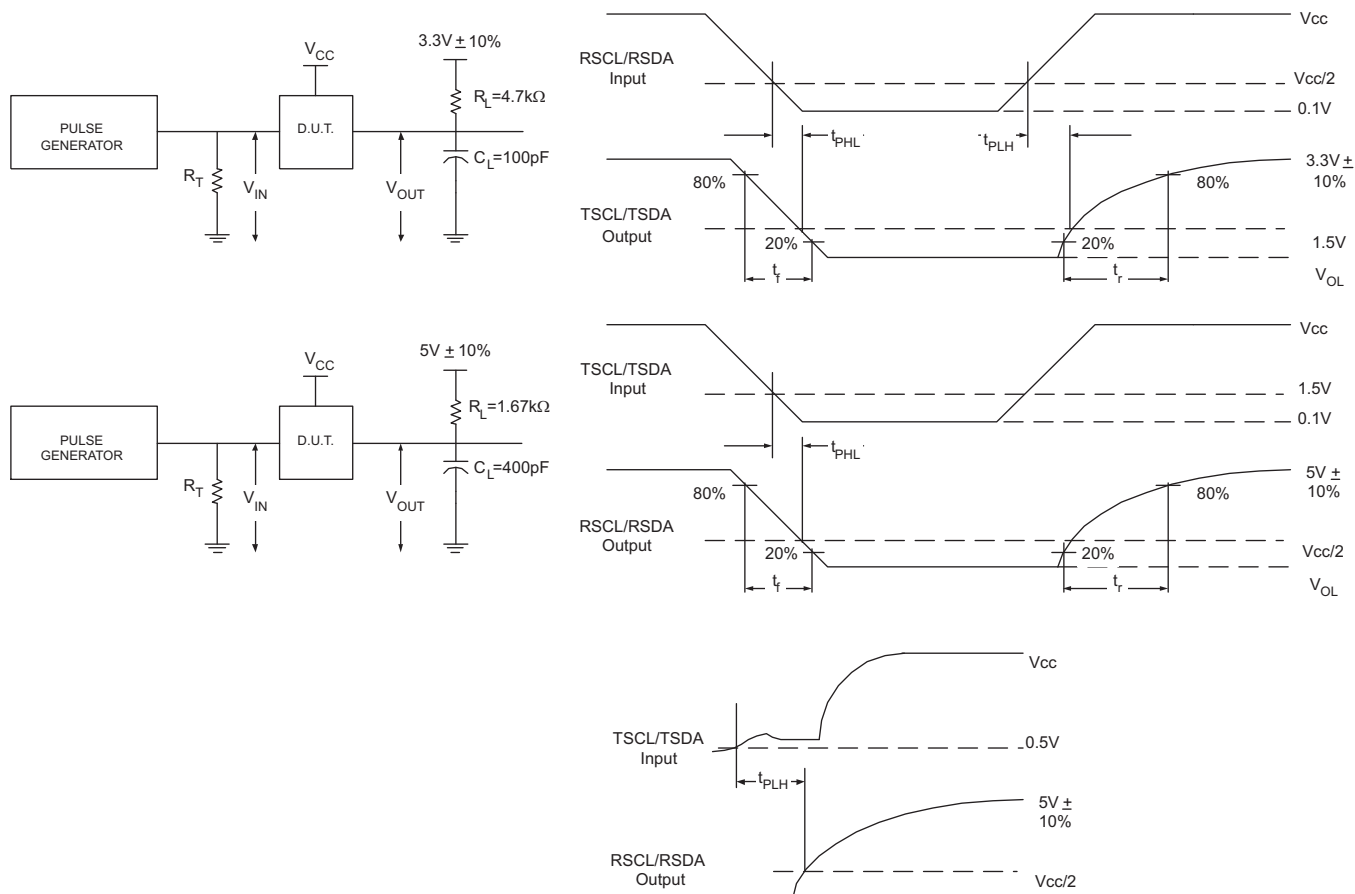 V_CC
3.3V ± 10%
R_L=4.7kΩ
PULSE
GENERATOR
D.U.T.
R_T
V_IN
V_OUT
C_L=100pF
RSCL/RSDA
Input
Vcc
Vcc/2
0.1V
t_PHL
t_PLH
80%
TSCL/TSDA
Output
20%
t_f
20%
t_r
80%
3.3V ±
10%
1.5V
V_OL
V_CC
5V ± 10%
R_L=1.67kΩ
PULSE
GENERATOR
D.U.T.
R_T
V_IN
V_OUT
C_L=400pF
TSCL/TSDA
Input
Vcc
1.5V
0.1V
t_PHL
80%
RSCL/RSDA
Output
20%
t_f
20%
t_r
80%
5V ±
10%
Vcc/2
V_OL
Vcc
TSCL/TSDA
Input
0.5V
t_PLH
5V ±
10%
RSCL/RSDA
Output
Vcc/2